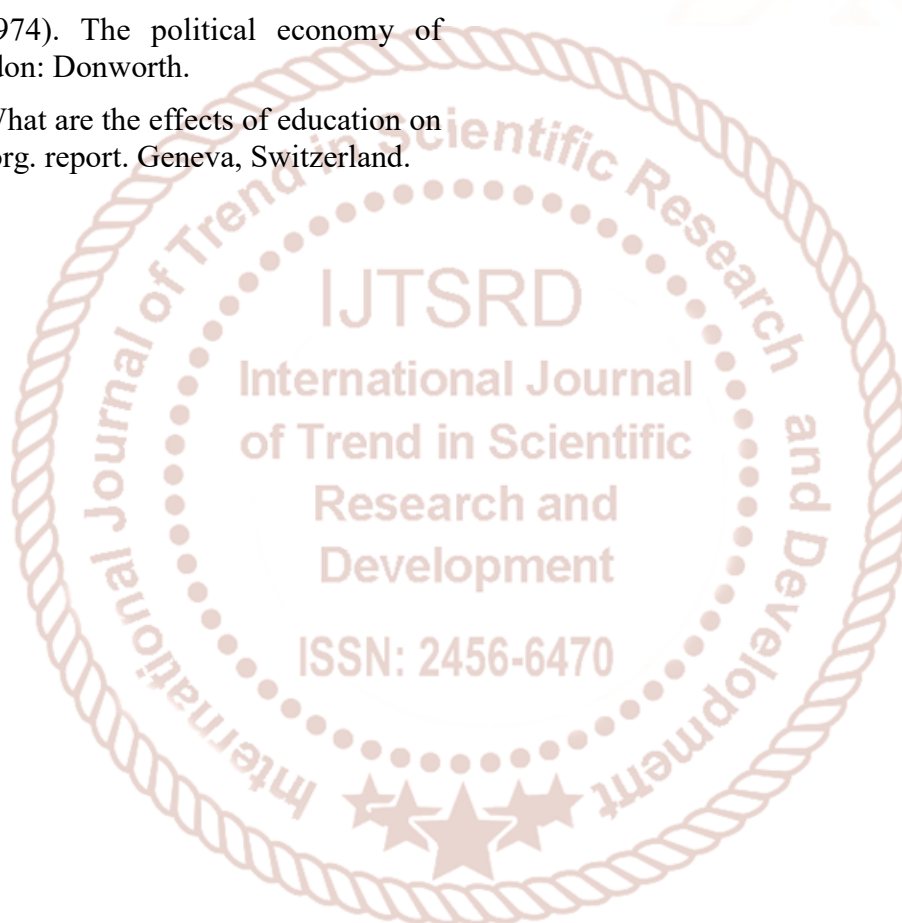 974). The political economy of
don: Donworth.
What are the effects of education on
org. report. Geneva, Switzerland.
International Journal of Trend in Scientific Research and Development
IJTSRD
International Journal
of Trend in Scientific
Research and
Development
ISSN: 2456-6470